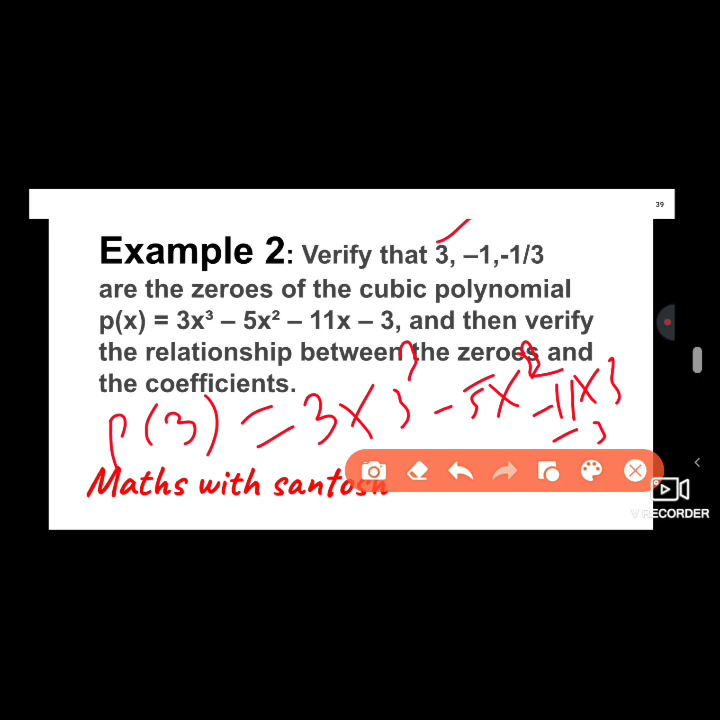 39
Example 2: Verify that 3, –1,-1/3
are the zeroes of the cubic polynomial
p(x) = 3x³ – 5x² – 11x – 3, and then verify
the relationship between the zeroes and
the coefficients.
p(3) = 3×3³ - 5×3² - 11×3
- 3
Maths with santosh
V RECORDER